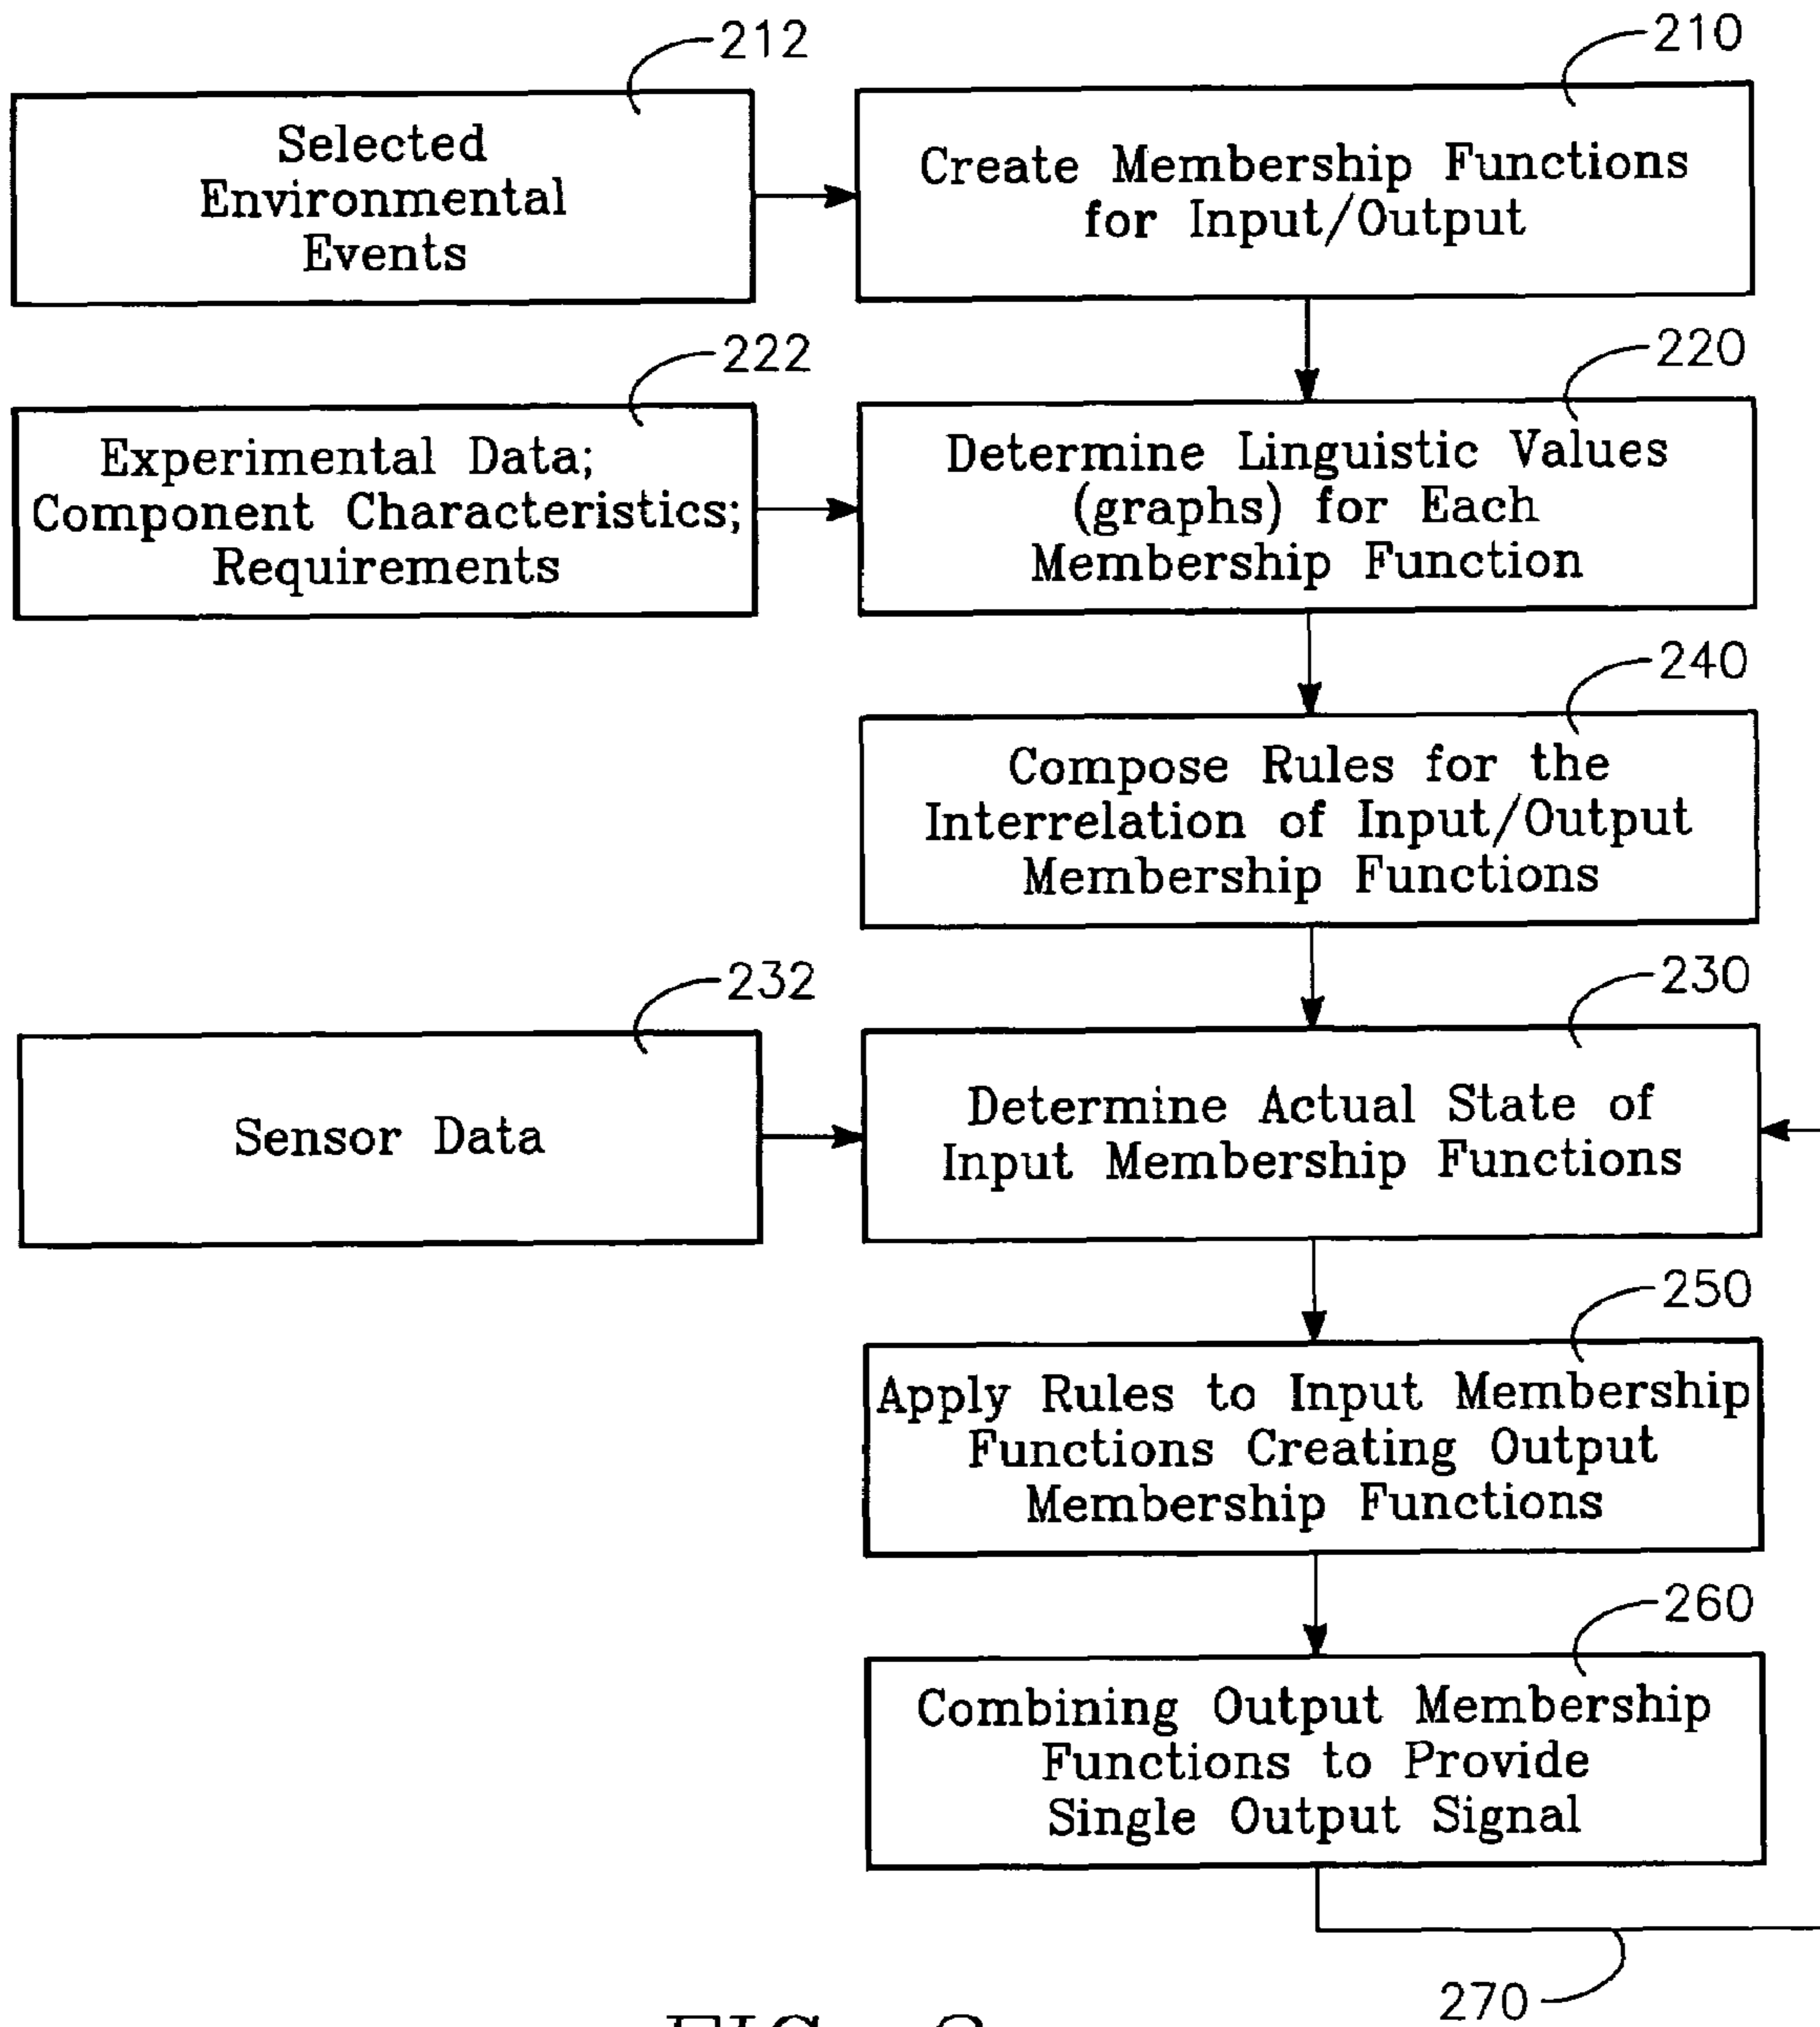 212
Selected
Environmental
Events
210
Create Membership Functions
for Input/Output
222
Experimental Data;
Component Characteristics;
Requirements
220
Determine Linguistic Values
(graphs) for Each
Membership Function
240
Compose Rules for the
Interrelation of Input/Output
Membership Functions
232
Sensor Data
230
Determine Actual State of
Input Membership Functions
250
Apply Rules to Input Membership
Functions Creating Output
Membership Functions
260
Combining Output Membership
Functions to Provide
Single Output Signal
270